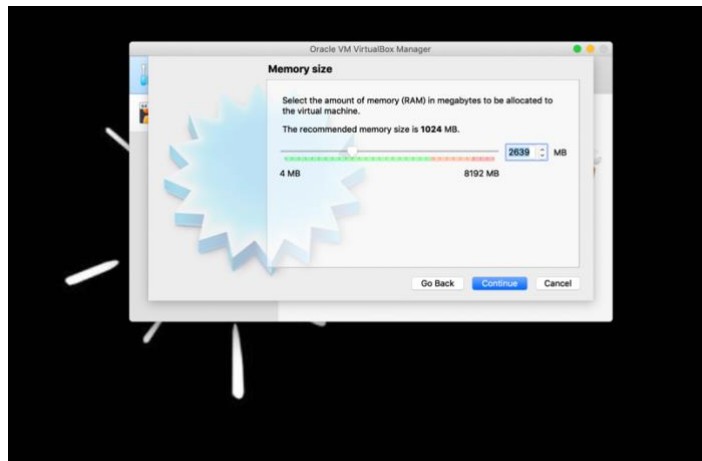 Oracle VM VirtualBox Manager
Memory size
Select the amount of memory (RAM) in megabytes to be allocated to
the virtual machine.
The recommended memory size is 1024 MB.
2639 MB
4 MB 8192 MB
Go Back Continue Cancel